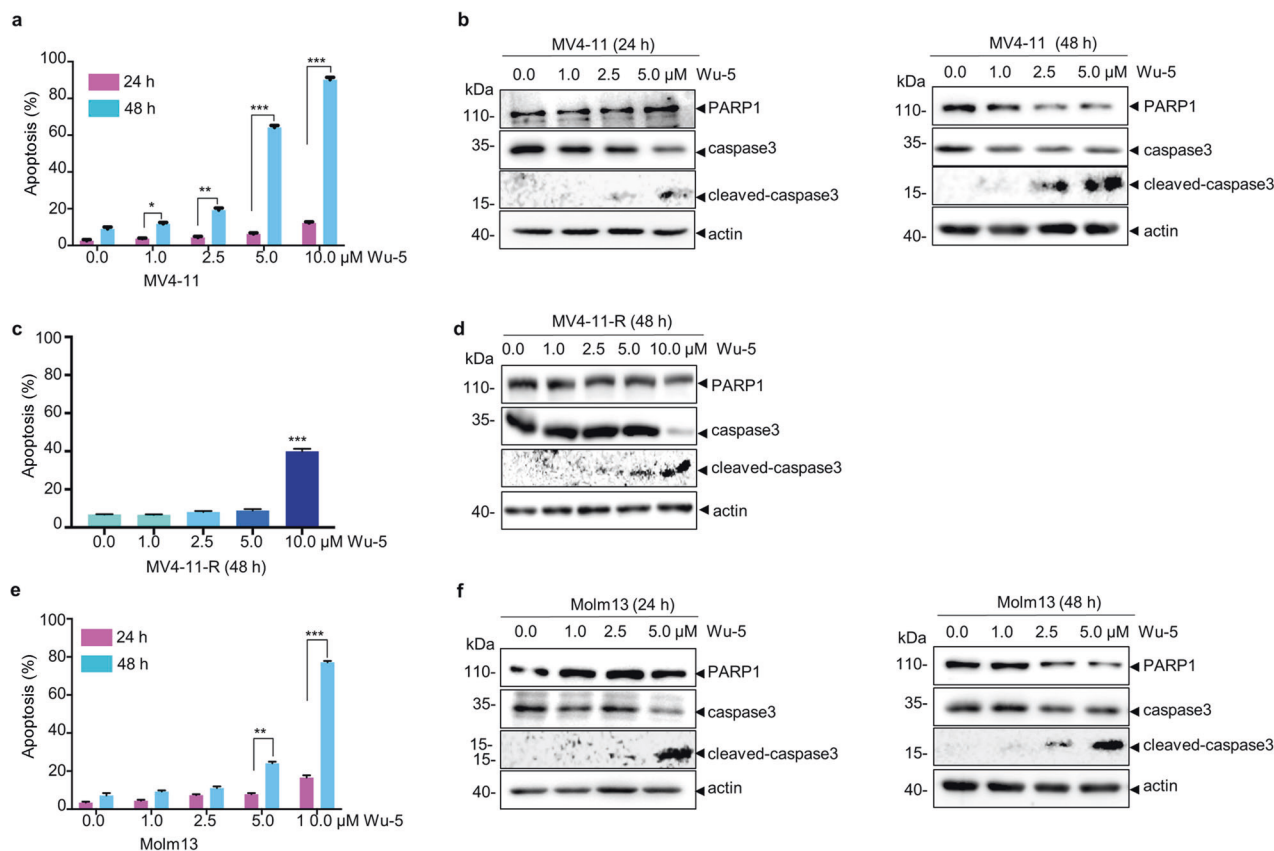 a
100
80
60
40
20
0
Apoptosis (%)
24 h
48 h
*
**
***
***
0.0 1.0 2.5 5.0 10.0 µM Wu-5
MV4-11
b
MV4-11 (24 h)
0.0 1.0 2.5 5.0 µM Wu-5
kDa
110- PARP1
35- caspase3
15- cleaved-caspase3
40- actin
MV4-11 (48 h)
0.0 1.0 2.5 5.0 µM Wu-5
kDa
110- PARP1
35- caspase3
15- cleaved-caspase3
40- actin
c
100
80
60
40
20
0
Apoptosis (%)
***
0.0 1.0 2.5 5.0 10.0 µM Wu-5
MV4-11-R (48 h)
d
MV4-11-R (48 h)
0.0 1.0 2.5 5.0 10.0 µM Wu-5
kDa
110- PARP1
35- caspase3
cleaved-caspase3
40- actin
e
100
80
60
40
20
0
Apoptosis (%)
24 h
48 h
**
***
0.0 1.0 2.5 5.0 1 0.0 µM Wu-5
Molm13
f
Molm13 (24 h)
0.0 1.0 2.5 5.0 µM Wu-5
kDa
110- PARP1
35- caspase3
15-
15- cleaved-caspase3
40- actin
Molm13 (48 h)
0.0 1.0 2.5 5.0 µM Wu-5
kDa
110- PARP1
35- caspase3
15- cleaved-caspase3
40- actin